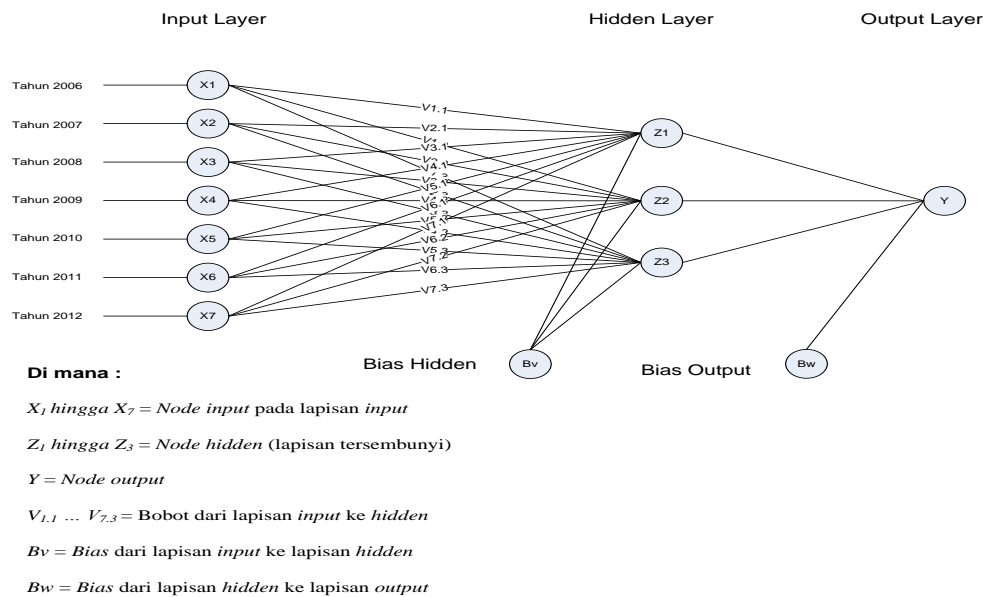 Input Layer
Hidden Layer
Output Layer
Tahun 2006
X1
Tahun 2007
X2
Tahun 2008
X3
Tahun 2009
X4
Tahun 2010
X5
Tahun 2011
X6
Tahun 2012
X7
V1.1
V2.1
V3.1
V4.1
V5.1
V6.1
V7.1
V6.2
V5.3
V7.2
V6.3
V7.3
Z1
Z2
Z3
Y
Bias Hidden
Bv
Bias Output
Bw
Di mana :
X1 hingga X7 = Node input pada lapisan input
Z1 hingga Z3 = Node hidden (lapisan tersembunyi)
Y = Node output
V1.1 ... V7.3 = Bobot dari lapisan input ke hidden
Bv = Bias dari lapisan input ke lapisan hidden
Bw = Bias dari lapisan hidden ke lapisan output